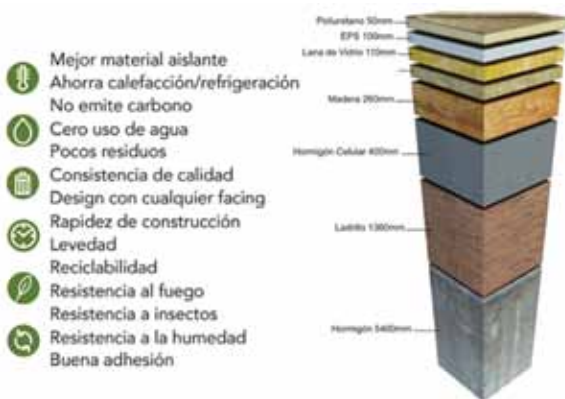 Mejor material aislante
Ahorra calefacción/refrigeración
No emite carbono
Cero uso de agua
Pocos residuos
Consistencia de calidad
Design con cualquier facing
Rapidez de construcción
Levedad
Reciclabilidad
Resistencia al fuego
Resistencia a insectos
Resistencia a la humedad
Buena adhesión
Poliuretano 50mm
EPS 100mm
Lana de Vidrio 110mm
Madera 260mm
Hormigón Celular 400mm
Ladrillo 1360mm
Hormigón 5400mm